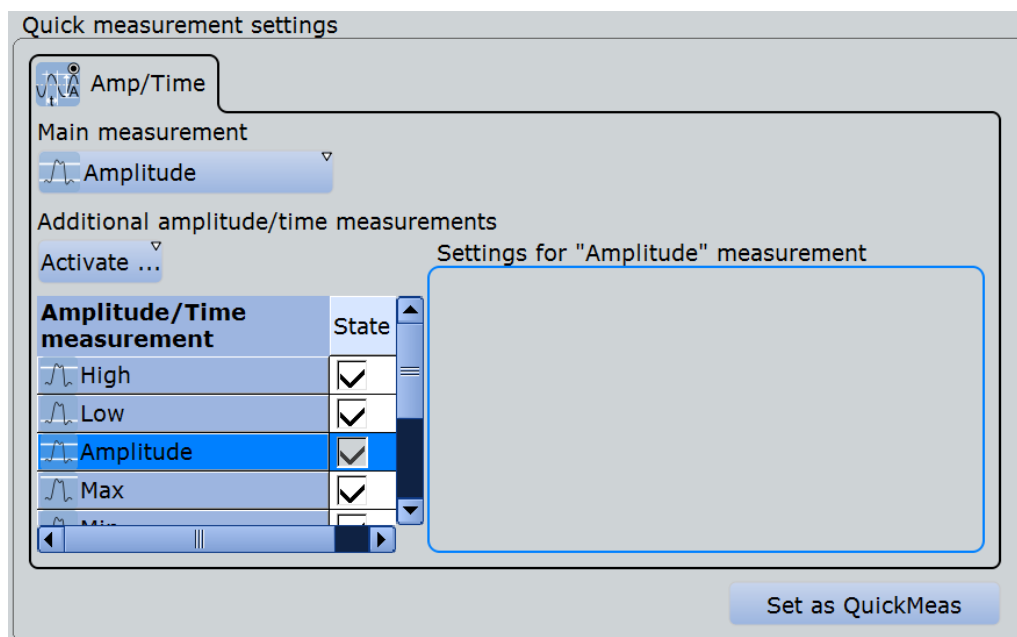 Quick measurement settings
Amp/Time
Main measurement
Amplitude
Additional amplitude/time measurements
Activate ...
Settings for "Amplitude" measurement
Amplitude/Time
measurement
State
High
Low
Amplitude
Max
Set as QuickMeas